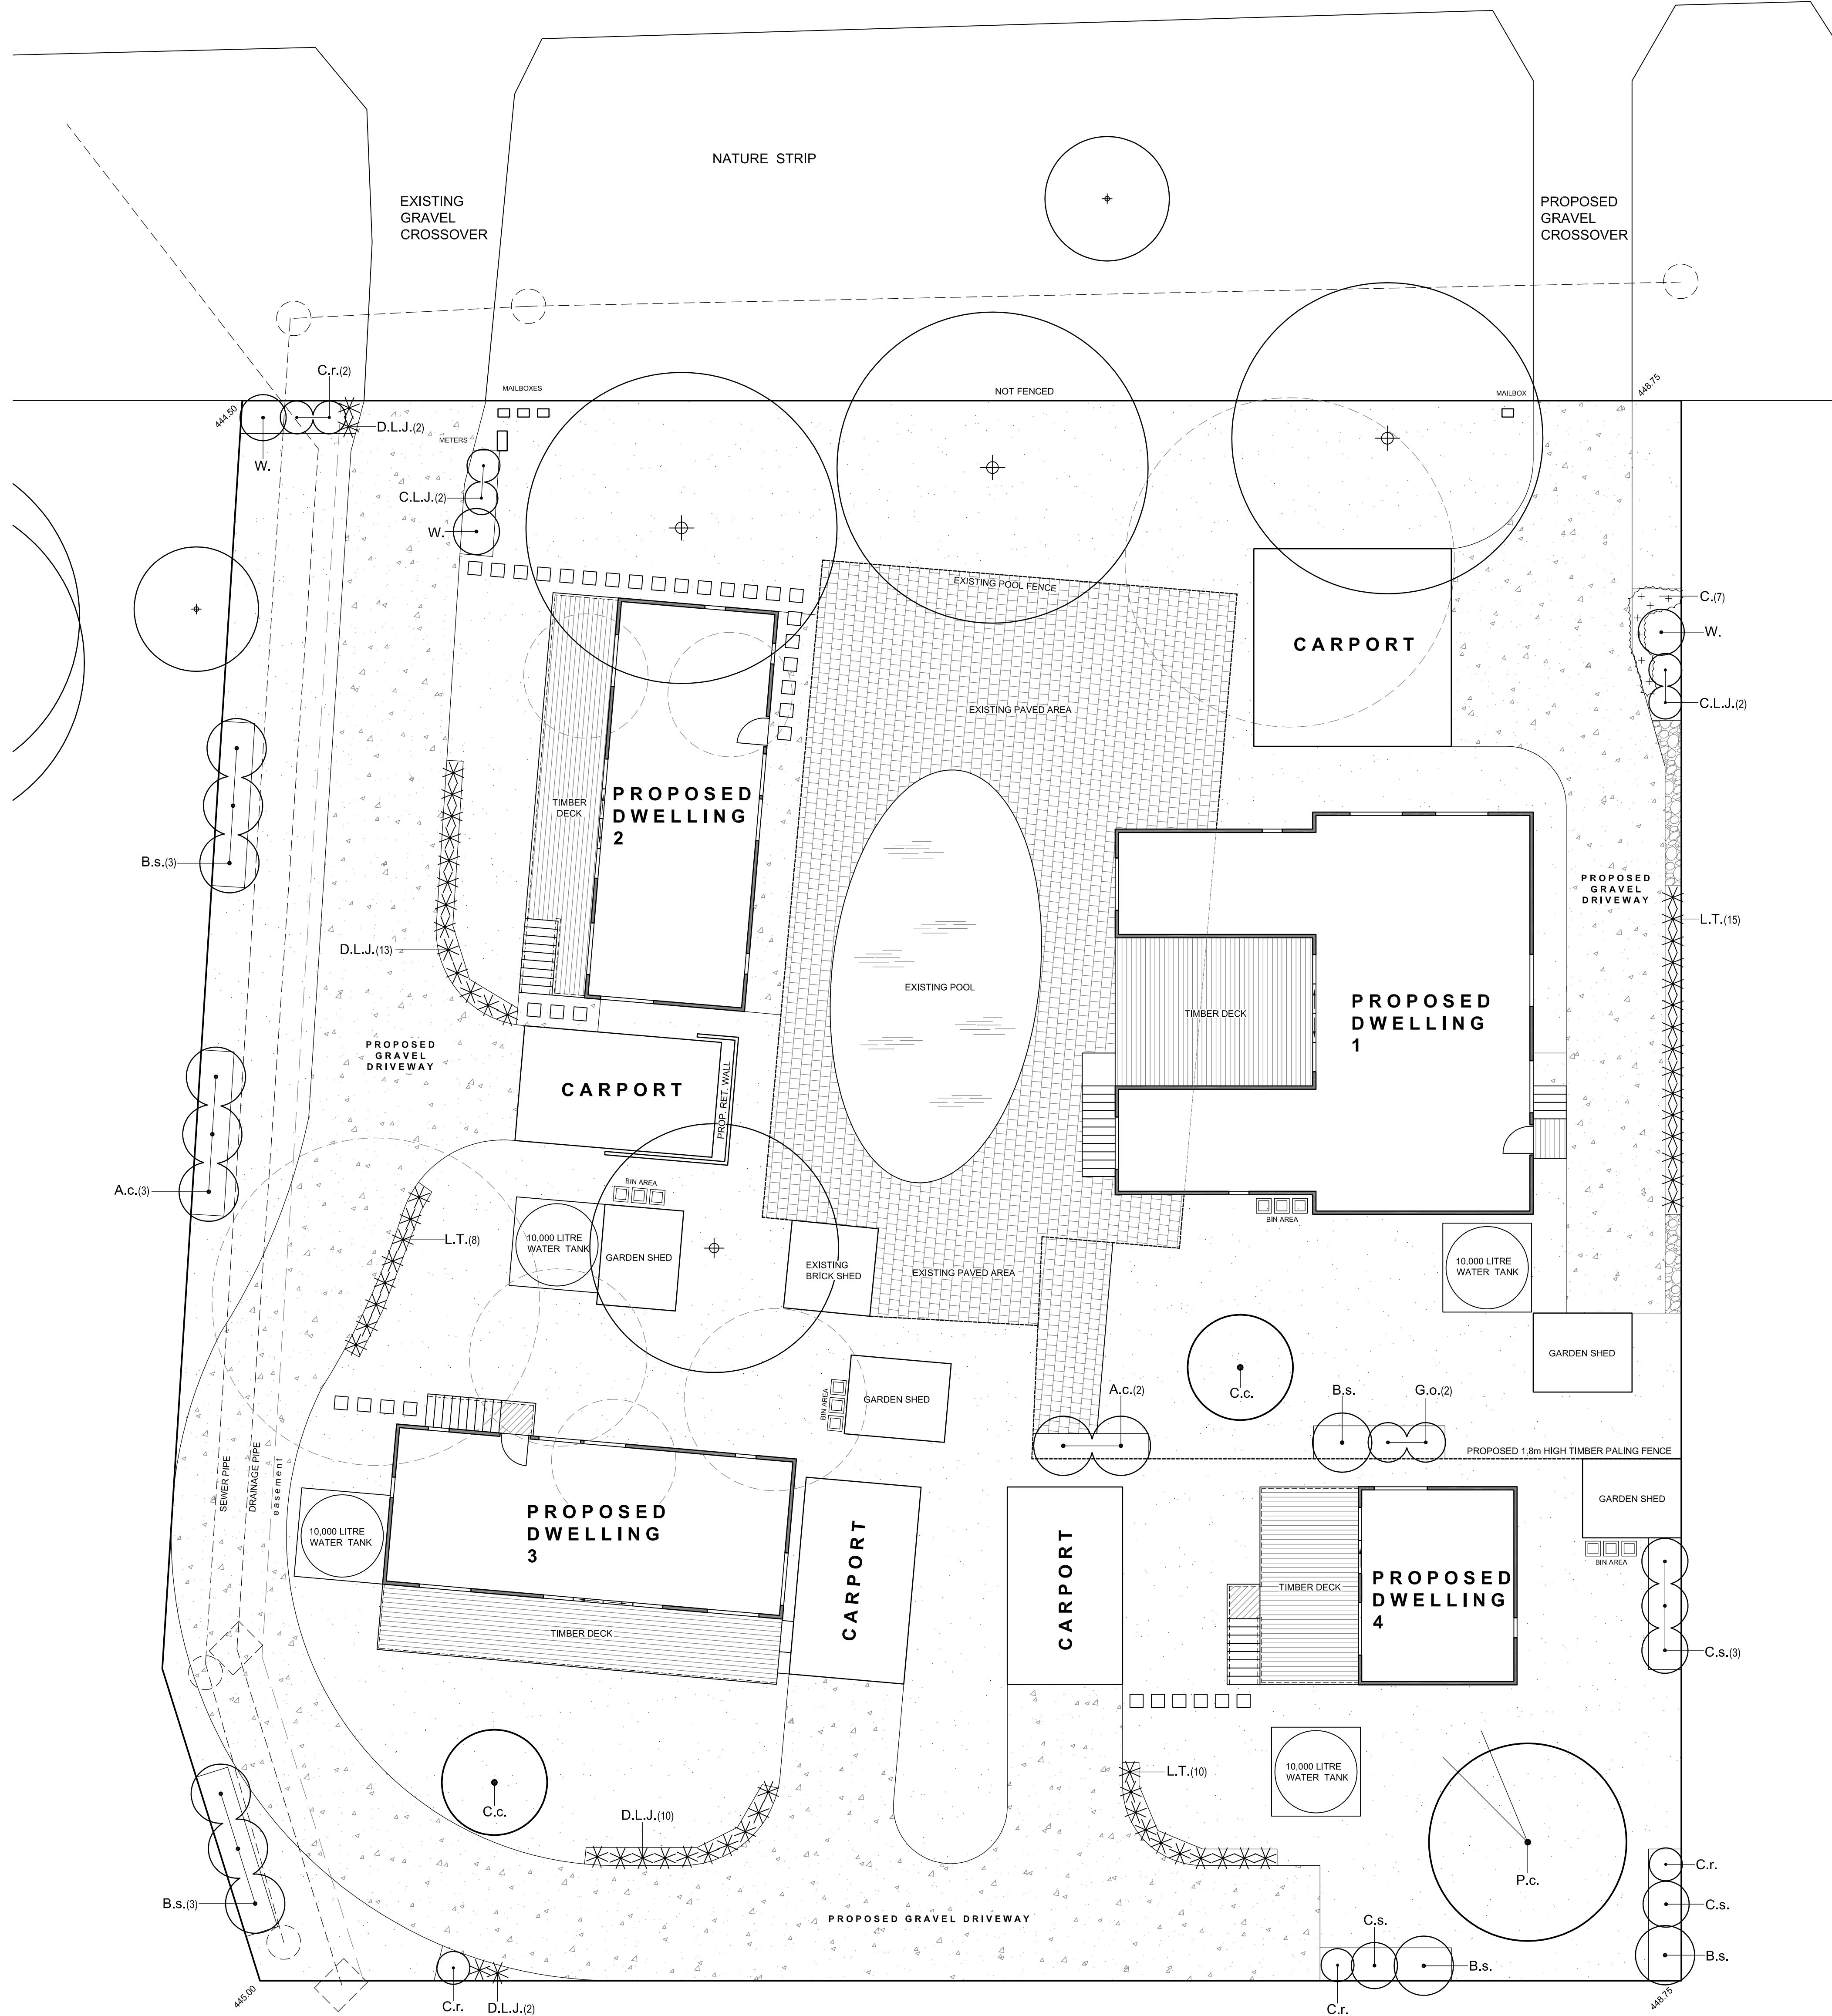 NATURE STRIP
EXISTING
GRAVEL
CROSSOVER
PROPOSED
GRAVEL
CROSSOVER
C.r.(2)
MAILBOXES
NOT FENCED
MAILBOX
448.75
444.50
D.L.J.(2)
METERS
W.
C.L.J.(2)
W.
EXISTING POOL FENCE
C.(7)
W.
CARPORT
C.L.J.(2)
EXISTING PAVED AREA
TIMBER
DECK
PROPOSED
DWELLING
2
B.s.(3)
PROPOSED
GRAVEL
DRIVEWAY
L.T.(15)
D.L.J.(13)
EXISTING POOL
TIMBER DECK
PROPOSED
DWELLING
1
PROPOSED
GRAVEL
DRIVEWAY
CARPORT
PROP. RET. WALL
A.c.(3)
BIN AREA
BIN AREA
L.T.(8)
10,000 LITRE
WATER TANK
GARDEN SHED
EXISTING
BRICK SHED
EXISTING PAVED AREA
10,000 LITRE
WATER TANK
GARDEN SHED
BIN AREA
GARDEN SHED
A.c.(2)
C.c.
B.s.
G.o.(2)
PROPOSED 1.8m HIGH TIMBER PALING FENCE
SEWER PIPE
DRAINAGE PIPE
easement
10,000 LITRE
WATER TANK
PROPOSED
DWELLING
3
CARPORT
CARPORT
TIMBER DECK
PROPOSED
DWELLING
4
GARDEN SHED
BIN AREA
TIMBER DECK
C.s.(3)
L.T.(10)
10,000 LITRE
WATER TANK
C.c.
D.L.J.(10)
P.c.
C.r.
C.s.
B.s.
B.s.(3)
PROPOSED GRAVEL DRIVEWAY
C.s.
B.s.
445.00
C.r.
D.L.J.(2)
C.r.
448.75